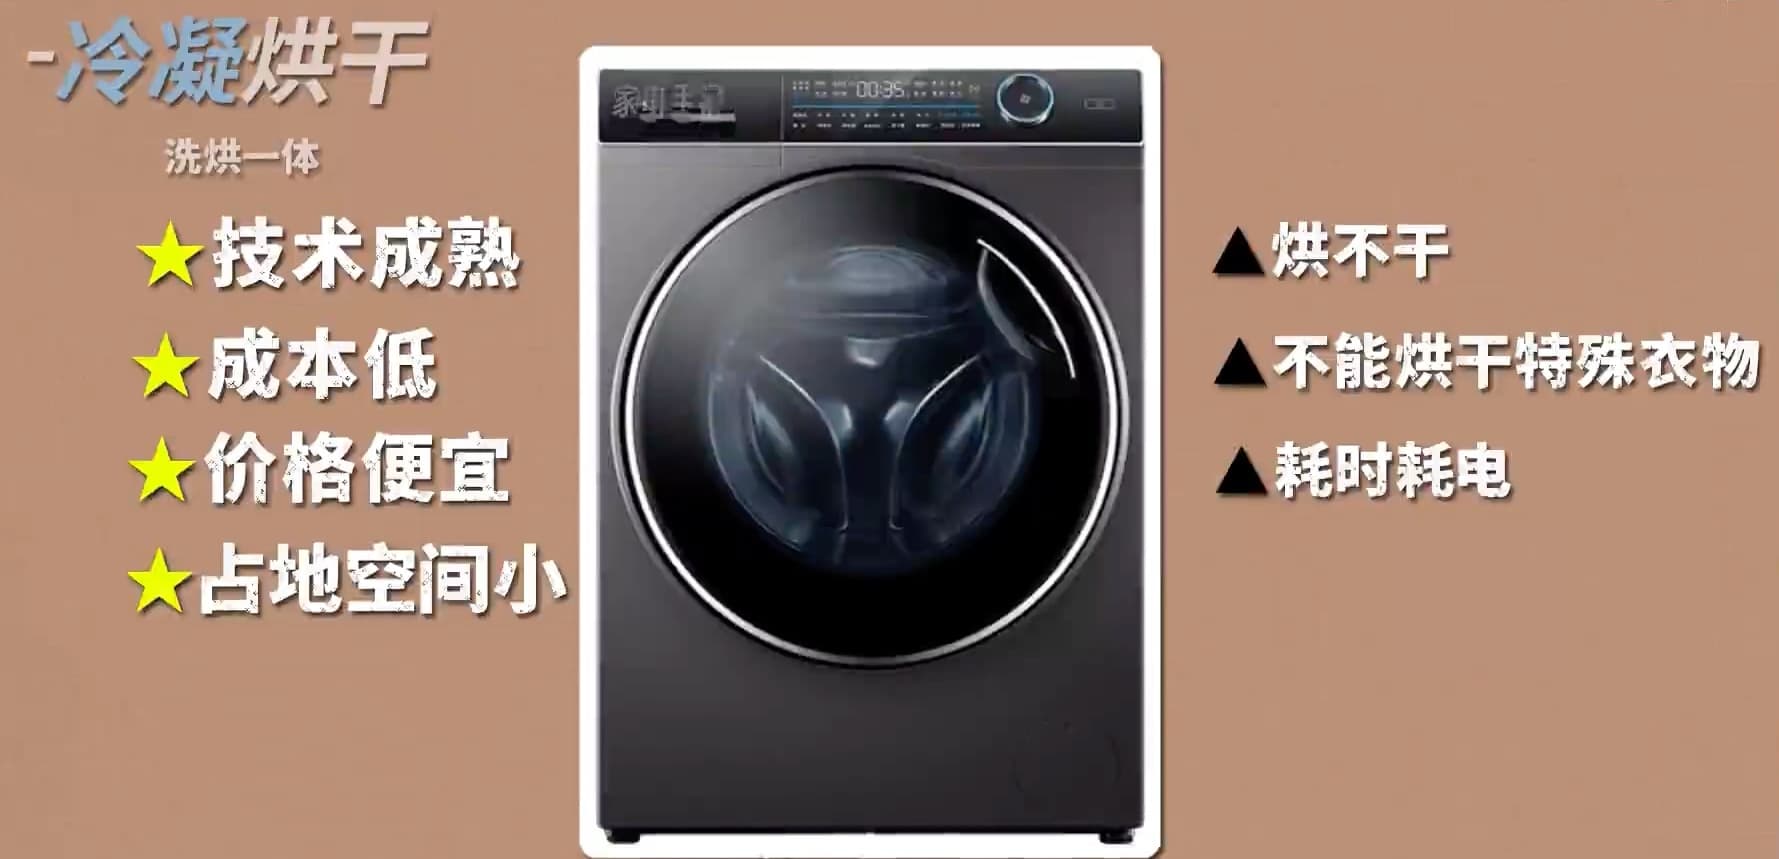 -冷凝烘干
洗烘一体
★技术成熟
★成本低
★价格便宜
★占地空间小
00:35
▲烘不干
▲不能烘干特殊衣物
▲耗时耗电